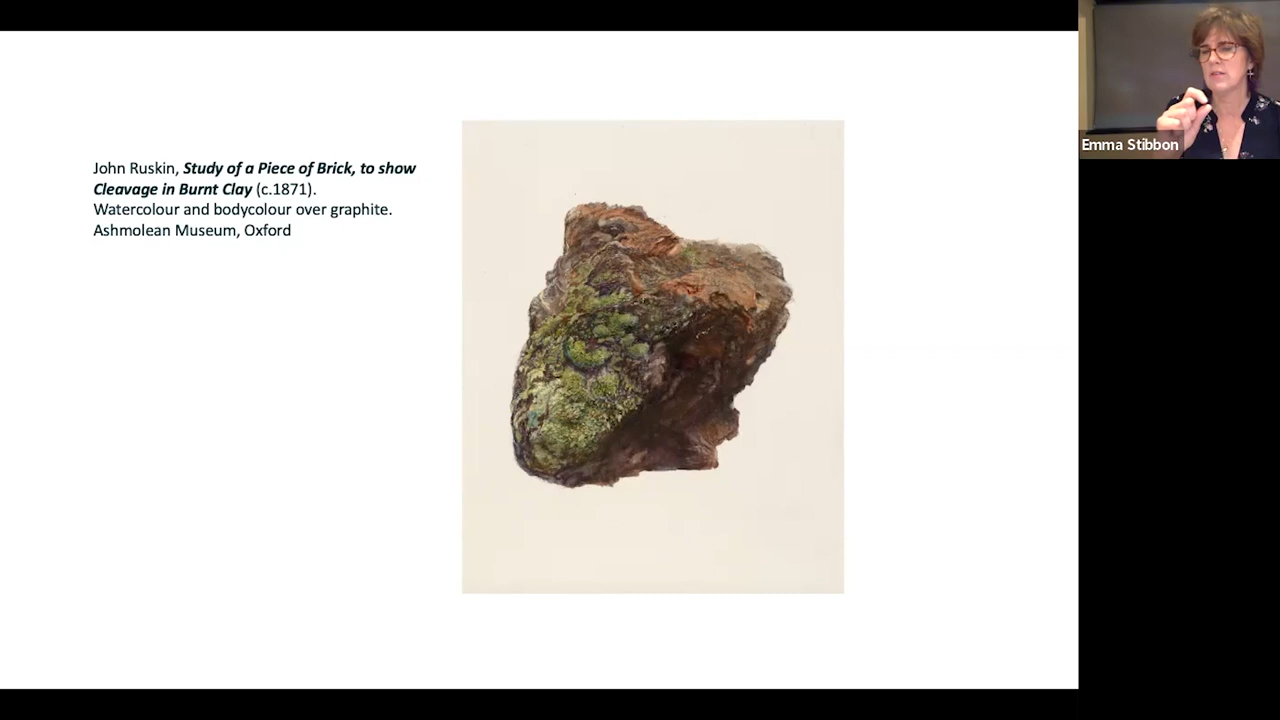 John Ruskin, Study of a Piece of Brick, to show
Cleavage in Burnt Clay (c.1871).
Watercolour and bodycolour over graphite.
Ashmolean Museum, Oxford
Emma Stibbon